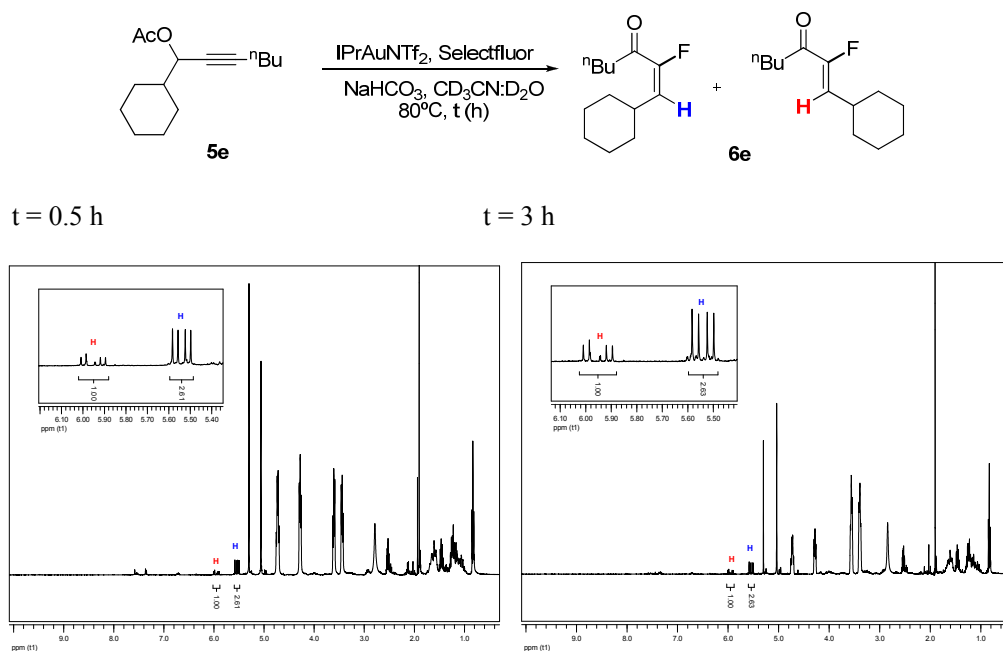 AcO
nBu
IPrAuNTf2, Selectfluor
NaHCO3, CD3CN:D2O
80ºC, t (h)
5e
O
nBu
F
H
+
O
nBu
F
H
6e
t = 0.5 h
t = 3 h
H
H
1.00
2.61
6.10 6.00 5.90 5.80 5.70 5.60 5.50 5.40
ppm (t1)
H
H
1.00
2.61
9.0 8.0 7.0 6.0 5.0 4.0 3.0 2.0 1.0
ppm (t1)
H
H
1.00
2.63
6.10 6.00 5.90 5.80 5.70 5.60 5.50
ppm (t1)
H
H
1.00
2.63
9.0 8.0 7.0 6.0 5.0 4.0 3.0 2.0 1.0
ppm (t1)